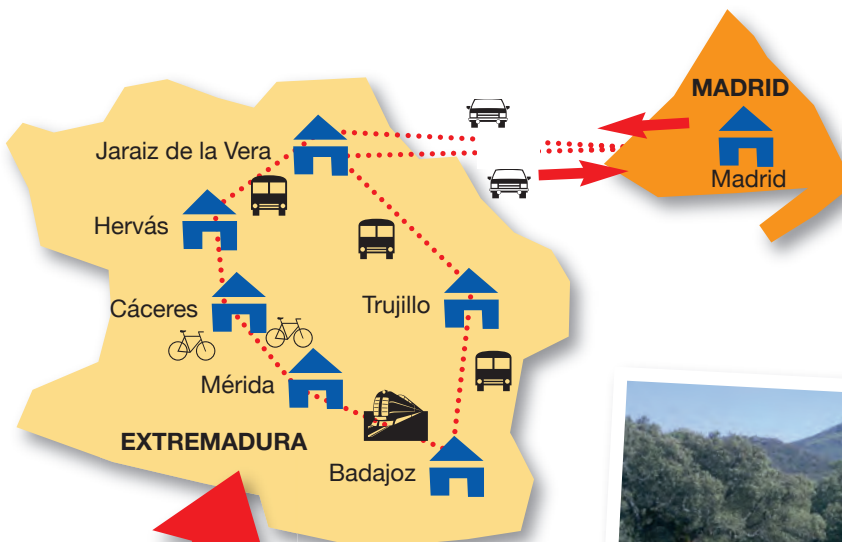 MADRID
Jaraiz de la Vera
Madrid
Hervás
Cáceres
Trujillo
Mérida
EXTREMADURA
Badajoz